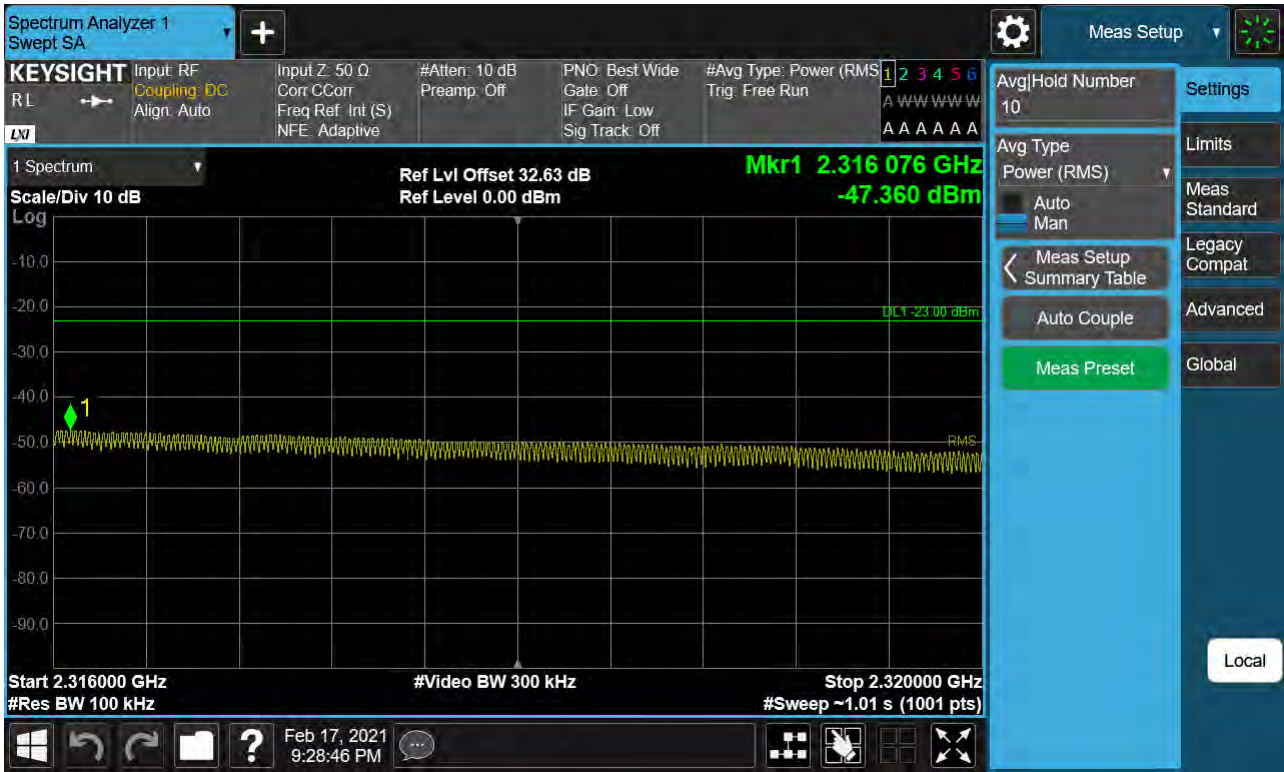 Spectrum Analyzer 1
Swept SA
Meas Setup
KEYSIGHT
RL
LXI
Input: RF
Coupling: DC
Align: Auto
Input Z: 50 Ω
Corr CCorr
Freq Ref: Int (S)
NFE: Adaptive
#Atten: 10 dB
Preamp: Off
PNO: Best Wide
Gate: Off
IF Gain: Low
Sig Track: Off
#Avg Type: Power (RMS
Trig: Free Run
1 2 3 4 5 6
A W W W W W
A A A A A A
1 Spectrum
Scale/Div 10 dB
Log
Ref Lvl Offset 32.63 dB
Ref Level 0.00 dBm
Mkr1 2.316 076 GHz
-47.360 dBm
-10.0
-20.0
DL1 -23.00 dBm
-30.0
-40.0
1
-50.0
RMS
-60.0
-70.0
-80.0
-90.0
Start 2.316000 GHz
#Res BW 100 kHz
#Video BW 300 kHz
Stop 2.320000 GHz
#Sweep ~1.01 s (1001 pts)
Avg|Hold Number
10
Avg Type
Power (RMS)
Auto
Man
Meas Setup
Summary Table
Auto Couple
Meas Preset
Settings
Limits
Meas
Standard
Legacy
Compat
Advanced
Global
Local
Feb 17, 2021
9:28:46 PM